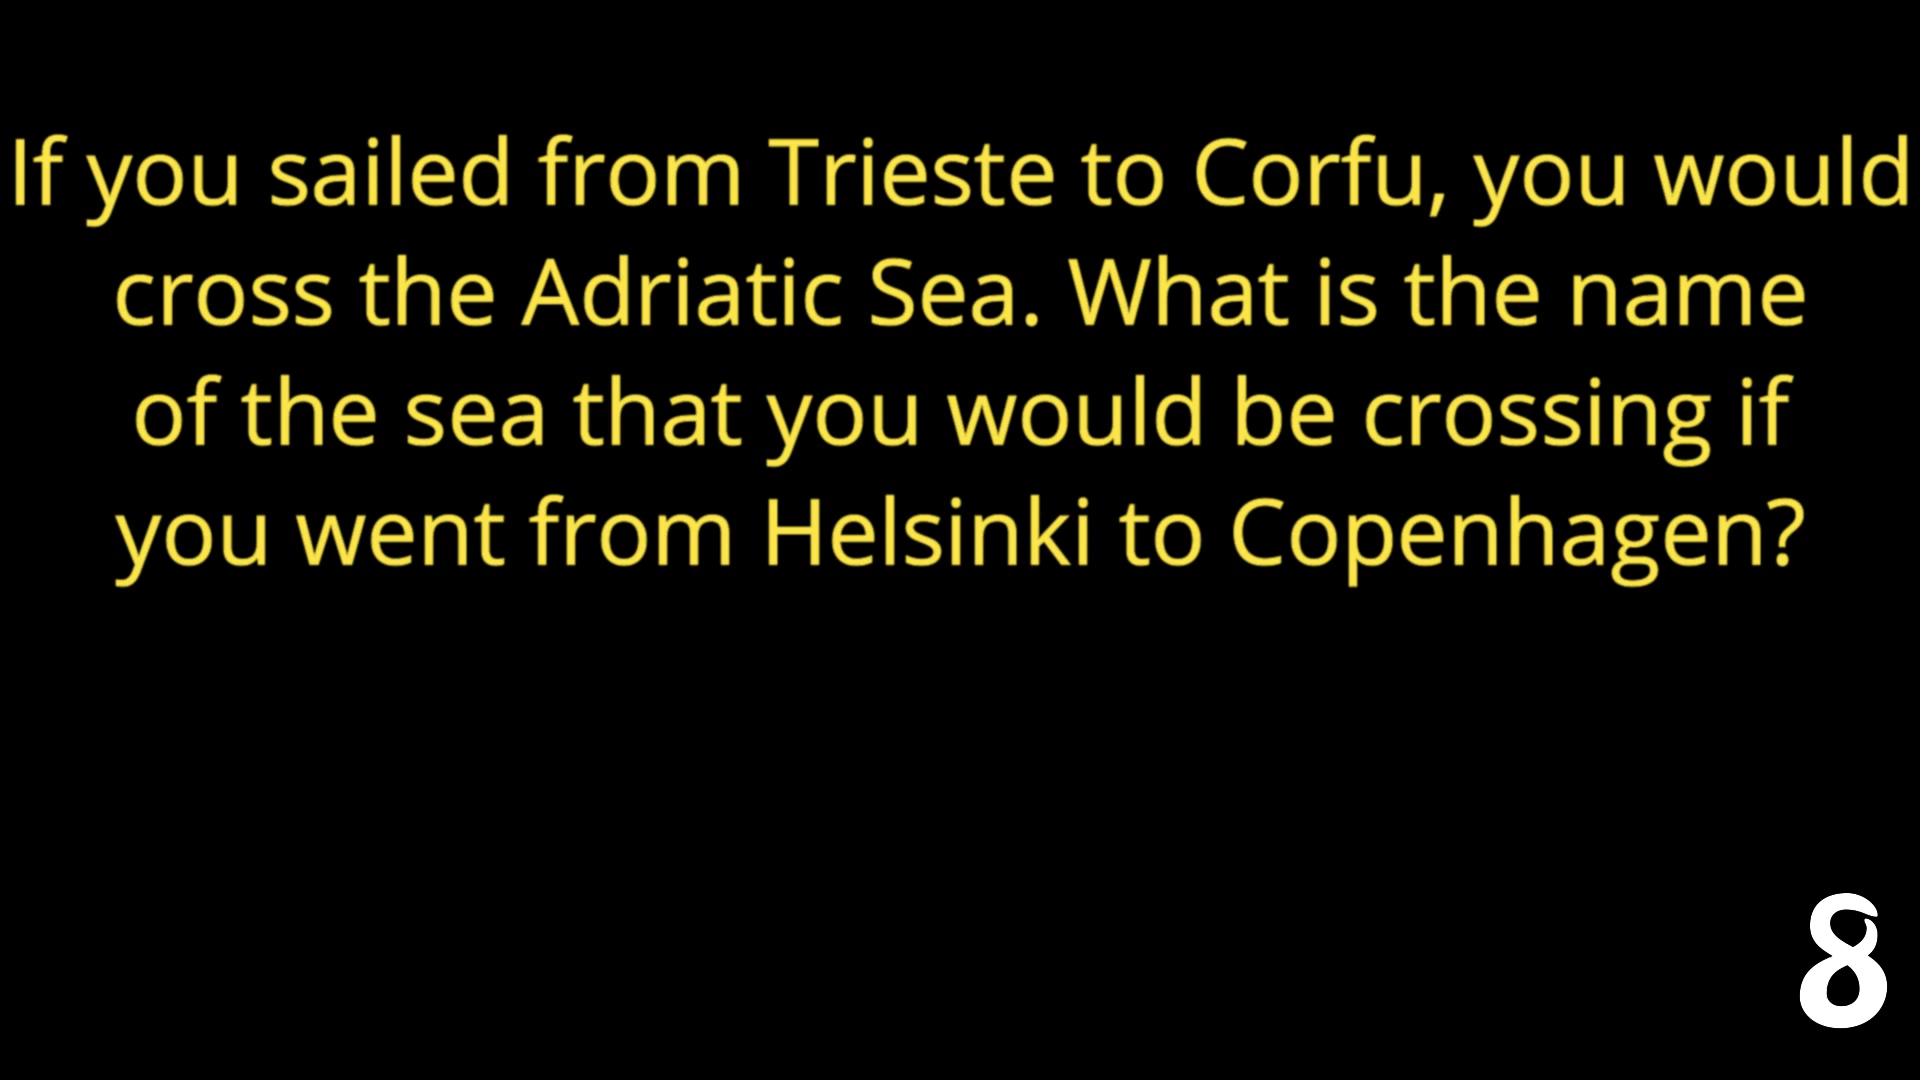 If you sailed from Trieste to Corfu, you would
cross the Adriatic Sea. What is the name
of the sea that you would be crossing if
you went from Helsinki to Copenhagen?
8